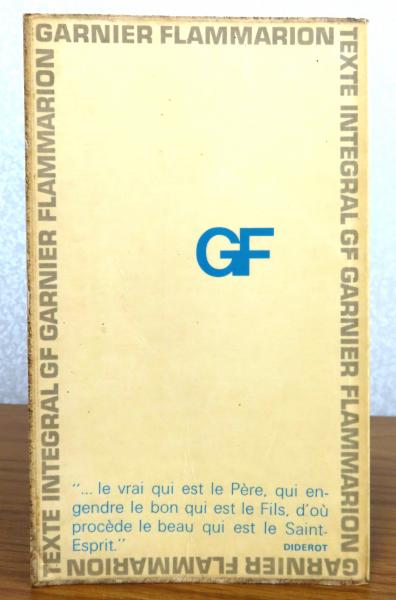 GARNIER FLAMMARION
TEXTE INTEGRAL GF GARNIER FLAMMARION
TEXTE INTEGRAL GF GARNIER FLAMMARION
GF
"... le vrai qui est le Père, qui en-
gendre le bon qui est le Fils, d'où
procède le beau qui est le Saint-
Esprit."
DIDEROT
GARNIER FLAMMARION